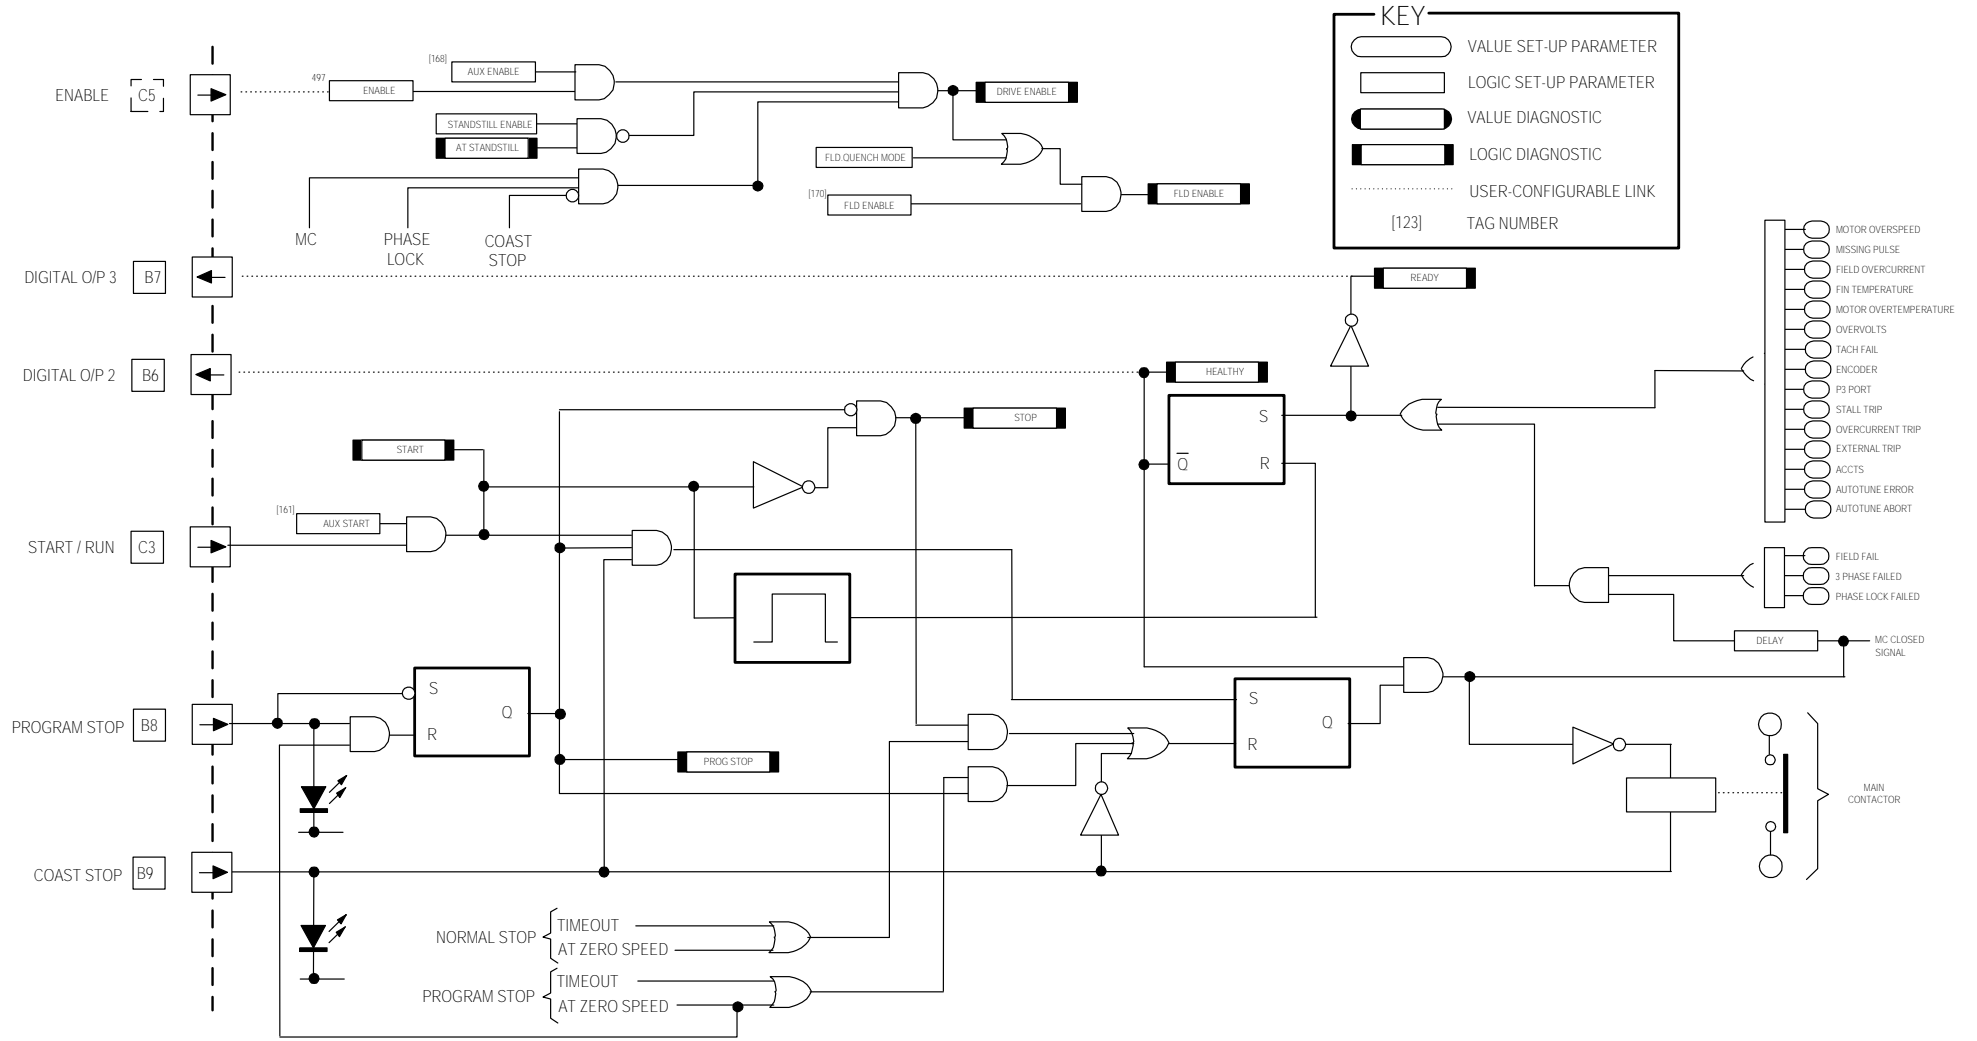 KEY
VALUE SET-UP PARAMETER
LOGIC SET-UP PARAMETER
VALUE DIAGNOSTIC
LOGIC DIAGNOSTIC
USER-CONFIGURABLE LINK
[123] TAG NUMBER
ENABLE C5
497
ENABLE
[168]
AUX ENABLE
STANDSTILL ENABLE
AT STANDSTILL
DRIVE ENABLE
FLD.QUENCH MODE
[170]
FLD ENABLE
FLD ENABLE
MC
PHASE
LOCK
COAST
STOP
DIGITAL O/P 3 B7
READY
DIGITAL O/P 2 B6
HEALTHY
S
Q
R
STOP
START
[161]
AUX START
START / RUN C3
MOTOR OVERSPEED
MISSING PULSE
FIELD OVERCURRENT
FIN TEMPERATURE
MOTOR OVERTEMPERATURE
OVERVOLTS
TACH FAIL
ENCODER
P3 PORT
STALL TRIP
OVERCURRENT TRIP
EXTERNAL TRIP
ACCTS
AUTOTUNE ERROR
AUTOTUNE ABORT
FIELD FAIL
3 PHASE FAILED
PHASE LOCK FAILED
DELAY
MC CLOSED
SIGNAL
PROGRAM STOP B8
S
Q
R
PROG STOP
S
Q
R
MAIN
CONTACTOR
COAST STOP B9
NORMAL STOP
TIMEOUT
AT ZERO SPEED
PROGRAM STOP
TIMEOUT
AT ZERO SPEED